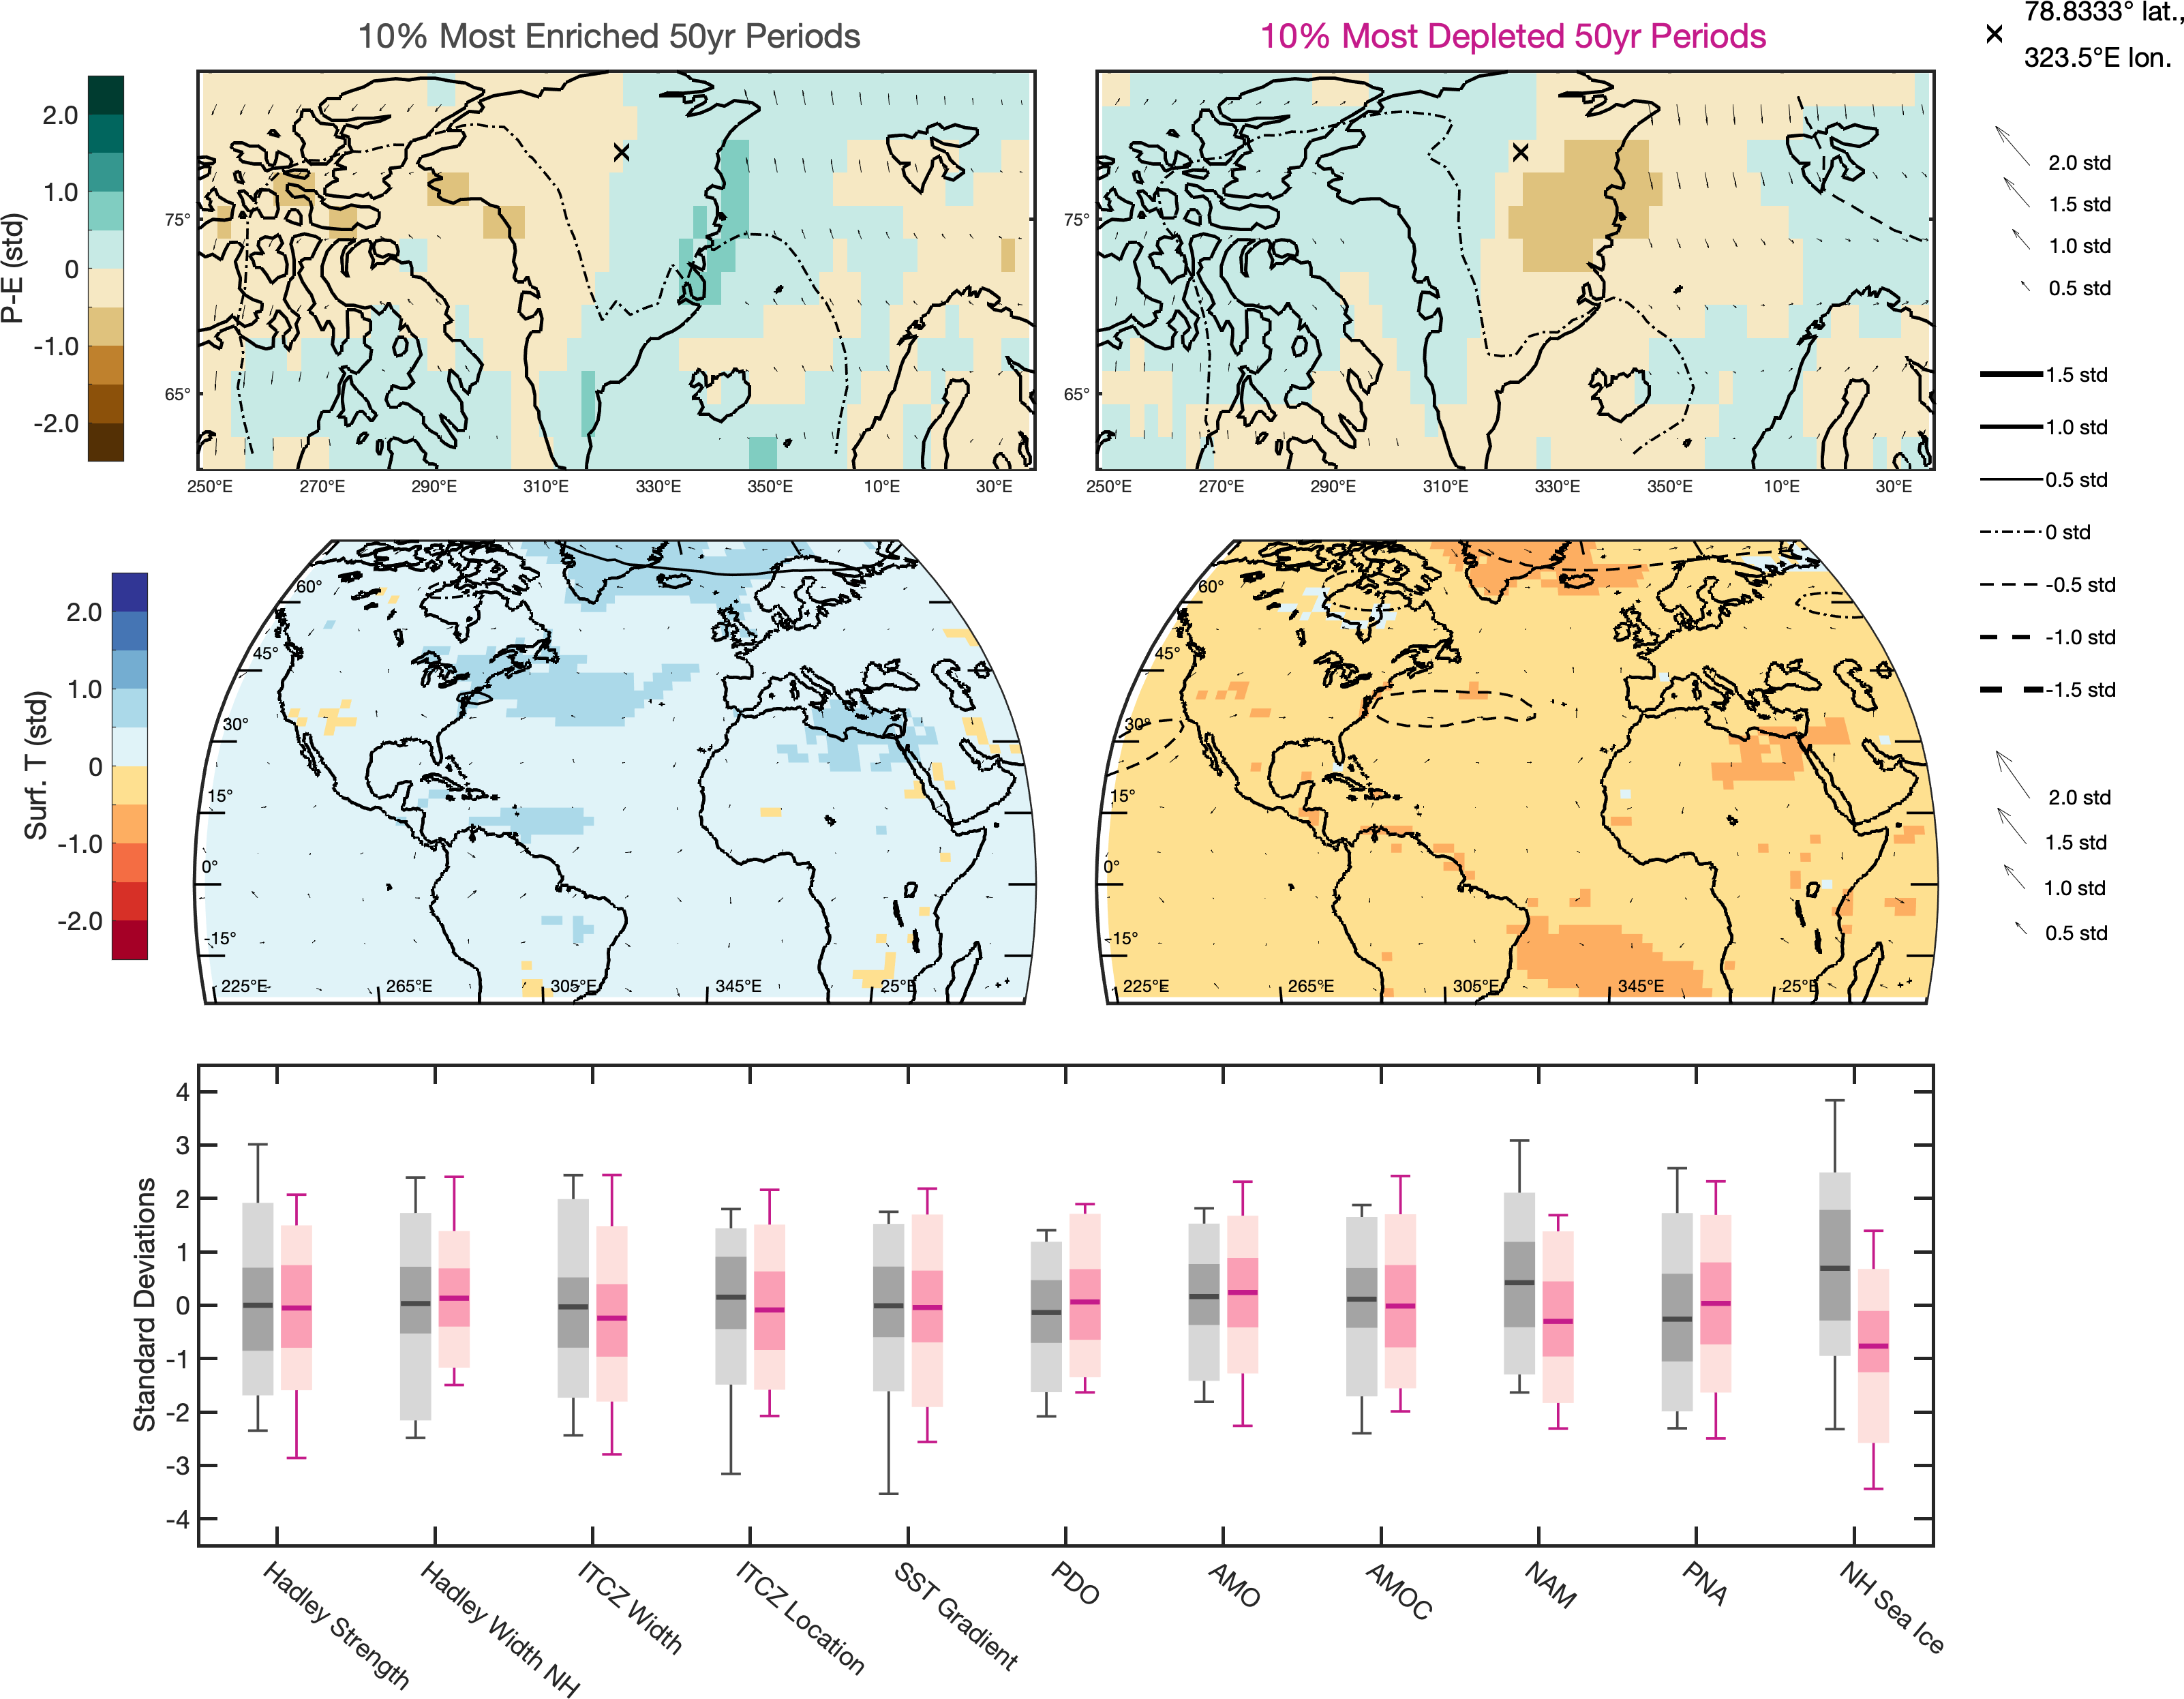 10% Most Enriched 50yr Periods
10% Most Depleted 50yr Periods
78.8333° lat.,
323.5°E lon.
P-E (std)
2.0
1.0
0
-1.0
-2.0
75°
65°
250°E 270°E 290°E 310°E 330°E 350°E 10°E 30°E
75°
65°
250°E 270°E 290°E 310°E 330°E 350°E 10°E 30°E
2.0 std
1.5 std
1.0 std
0.5 std
1.5 std
1.0 std
0.5 std
0 std
-0.5 std
-1.0 std
-1.5 std
Surf. T (std)
2.0
1.0
0
-1.0
-2.0
60°
45°
30°
15°
0°
-15°
225°E 265°E 305°E 345°E 25°E
60°
45°
30°
15°
0°
-15°
225°E 265°E 305°E 345°E 25°E
2.0 std
1.5 std
1.0 std
0.5 std
Standard Deviations
4
3
2
1
0
-1
-2
-3
-4
Hadley Strength
Hadley Width NH
ITCZ Width
ITCZ Location
SST Gradient
PDO
AMO
AMOC
NAM
PNA
NH Sea Ice